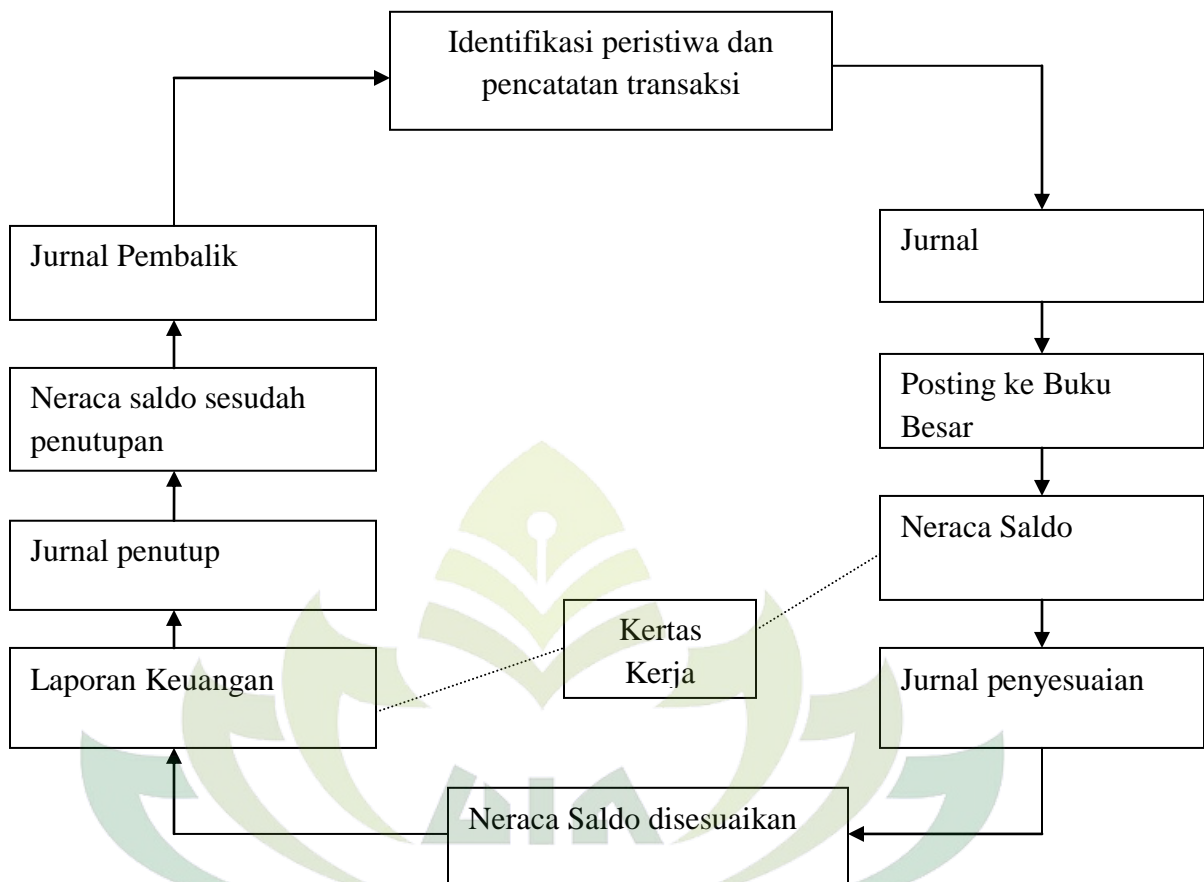 Identifikasi peristiwa dan
pencatatan transaksi
Jurnal
Posting ke Buku
Besar
Neraca Saldo
Jurnal penyesuaian
Neraca Saldo disesuaikan
Laporan Keuangan
Jurnal penutup
Neraca saldo sesudah
penutupan
Jurnal Pembalik
Kertas
Kerja